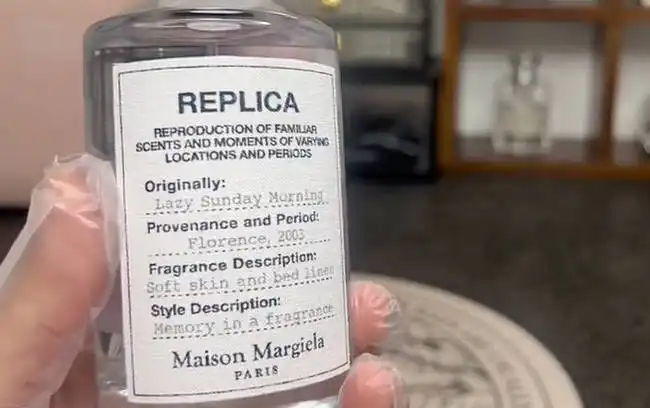 REPLICA
REPRODUCTION OF FAMILIAR
SCENTS AND MOMENTS OF VARYING
LOCATIONS AND PERIODS
Originally:
Lazy Sunday Morning
Provenance and Period:
Florence, 2003
Fragrance Description:
Soft skin and bed linen
Style Description:
Memory in a fragrance
Maison Margiela
PARIS